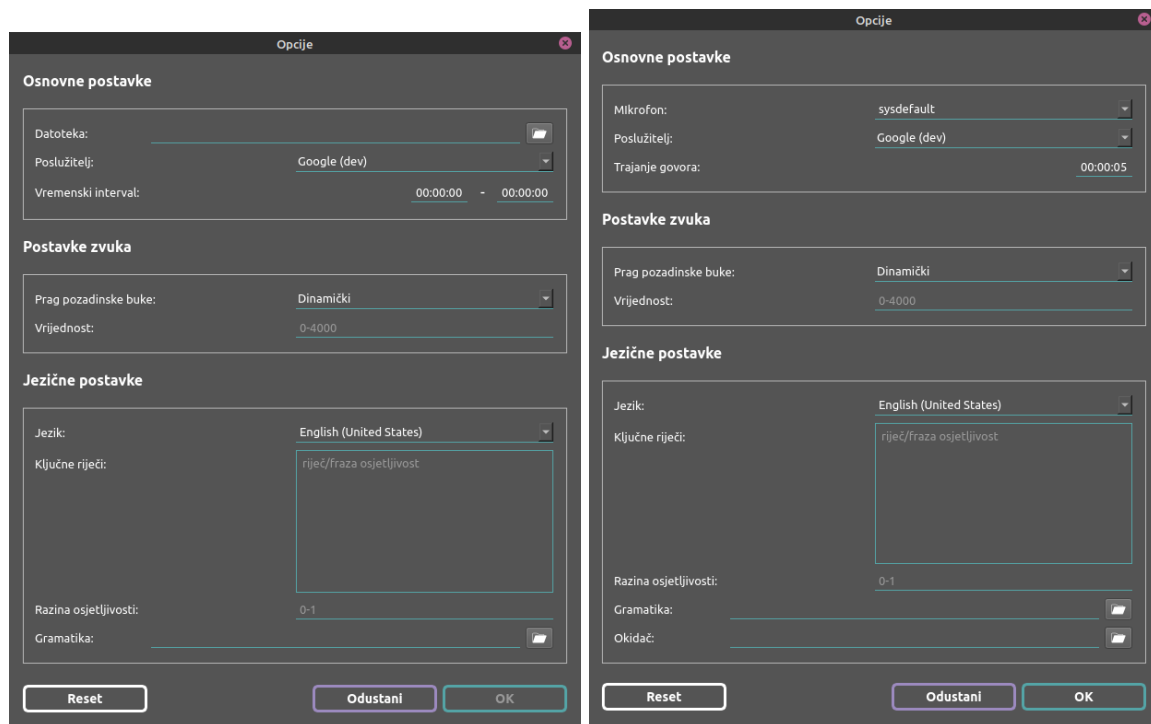 Opcije
Osnovne postavke
Datoteka:
Poslužitelj: Google (dev)
Vremenski interval: 00:00:00 - 00:00:00
Postavke zvuka
Prag pozadinske buke: Dinamički
Vrijednost: 0-4000
Jezične postavke
Jezik: English (United States)
Ključne riječi: riječ/fraza osjetljivost
Razina osjetljivosti: 0-1
Gramatika:
Reset Odustani OK
Opcije
Osnovne postavke
MIkrofon: sysdefault
Poslužitelj: Google (dev)
Trajanje govora: 00:00:05
Postavke zvuka
Prag pozadinske buke: Dinamički
Vrijednost: 0-4000
Jezične postavke
Jezik: English (United States)
Ključne riječi: riječ/fraza osjetljivost
Razina osjetljivosti: 0-1
Gramatika:
Okidač:
Reset Odustani OK